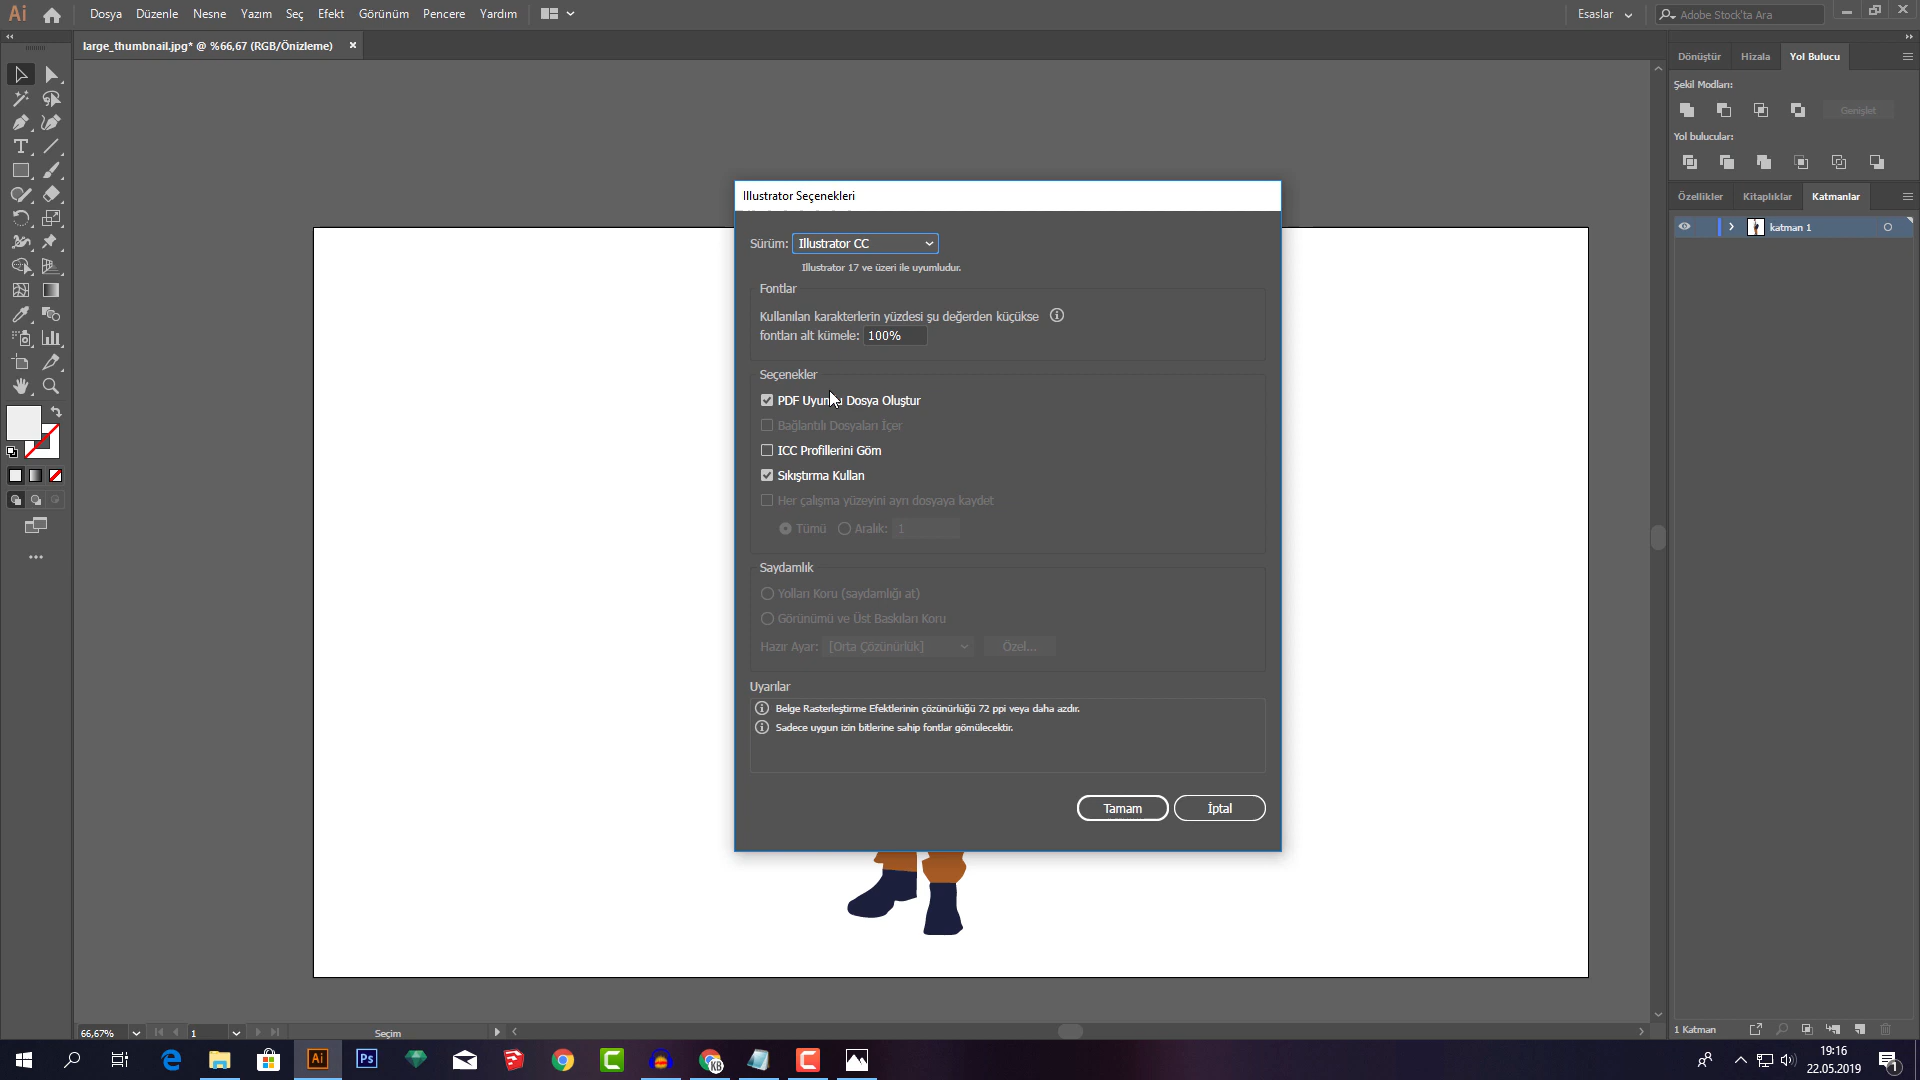 Ai
Dosya Düzenle Nesne Yazım Seç Efekt Görünüm Pencere Yardım
Esaslar
Adobe Stock'ta Ara
large_thumbnail.jpg* @ %66,67 (RGB/Önizleme)
Dönüştür Hizala Yol Bulucu
Şekil Modları:
Genişlet
Yol bulucular:
Özellikler Kitaplıklar Katmanlar
katman 1
Illustrator Seçenekleri
Sürüm: Illustrator CC
Illustrator 17 ve üzeri ile uyumludur.
Fontlar
Kullanılan karakterlerin yüzdesi şu değerden küçükse
fontları alt kümele: 100%
Seçenekler
PDF Uyumlu Dosya Oluştur
Bağlantılı Dosyaları İçer
ICC Profillerini Göm
Sıkıştırma Kullan
Her çalışma yüzeyini ayrı dosyaya kaydet
Tümü Aralık: 1
Saydamlık
Yolları Koru (saydamlığı at)
Görünümü ve Üst Baskıları Koru
Hazır Ayar: [Orta Çözünürlük] Özel...
Uyarılar
Belge Rasterleştirme Efektlerinin çözünürlüğü 72 ppi veya daha azdır.
Sadece uygun izin bitlerine sahip fontlar gömülecektir.
Tamam İptal
66,67% 1 Seçim
1 Katman
Ai Ps KB
19:16
22.05.2019
1